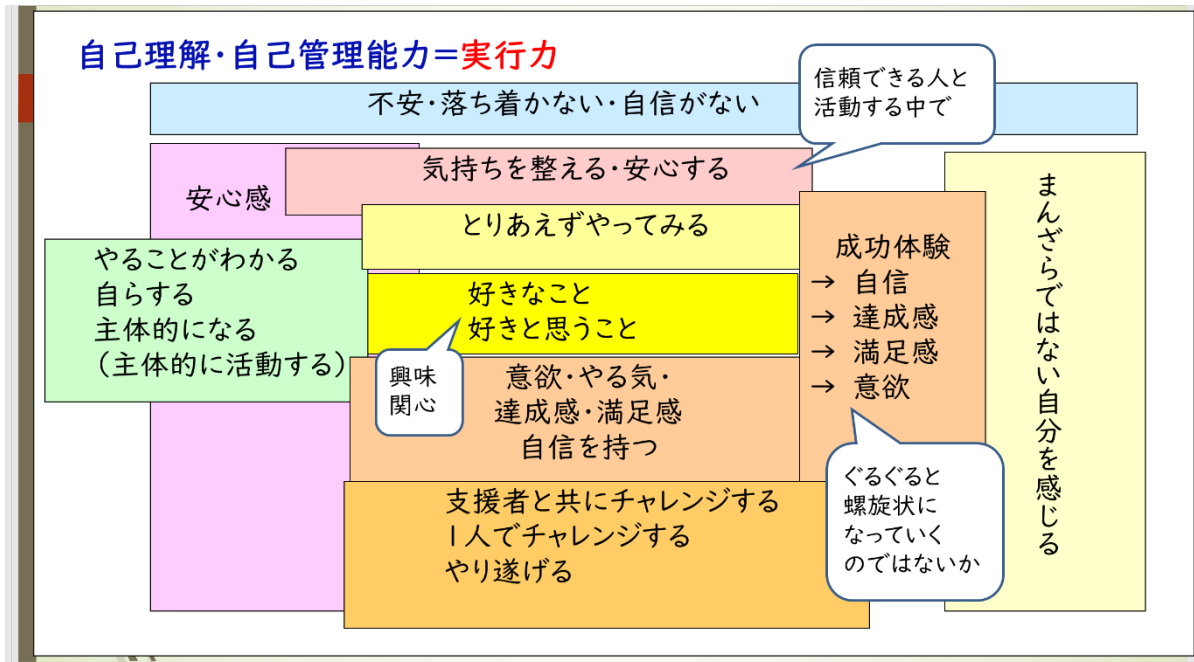 自己理解・自己管理能力=実行力
不安・落ち着かない・自信がない
信頼できる人と
活動する中で
気持ちを整える・安心する
安心感
とりあえずやってみる
やることがわかる
自らする
主体的になる
(主体的に活動する)
好きなこと
好きと思うこと
興味
関心
意欲・やる気・
達成感・満足感
自信を持つ
支援者と共にチャレンジする
1人でチャレンジする
やり遂げる
成功体験
→ 自信
→ 達成感
→ 満足感
→ 意欲
ぐるぐると
螺旋状に
なっていく
のではないか
まんざらではない自分を感じる